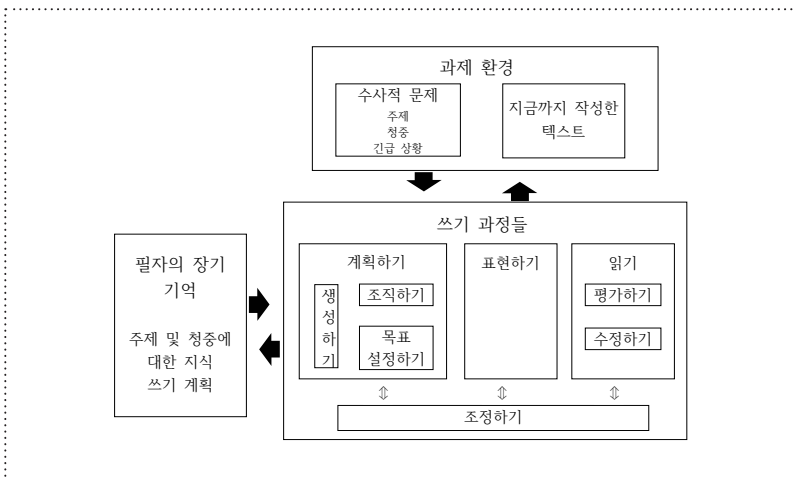 과제 환경
수사적 문제
주제
청중
긴급 상황
지금까지 작성한
텍스트
쓰기 과정들
필자의 장기
기억
주제 및 청중에
대한 지식
쓰기 계획
계획하기
생
성
하
기
조직하기
목표
설정하기
표현하기
읽기
평가하기
수정하기
조정하기